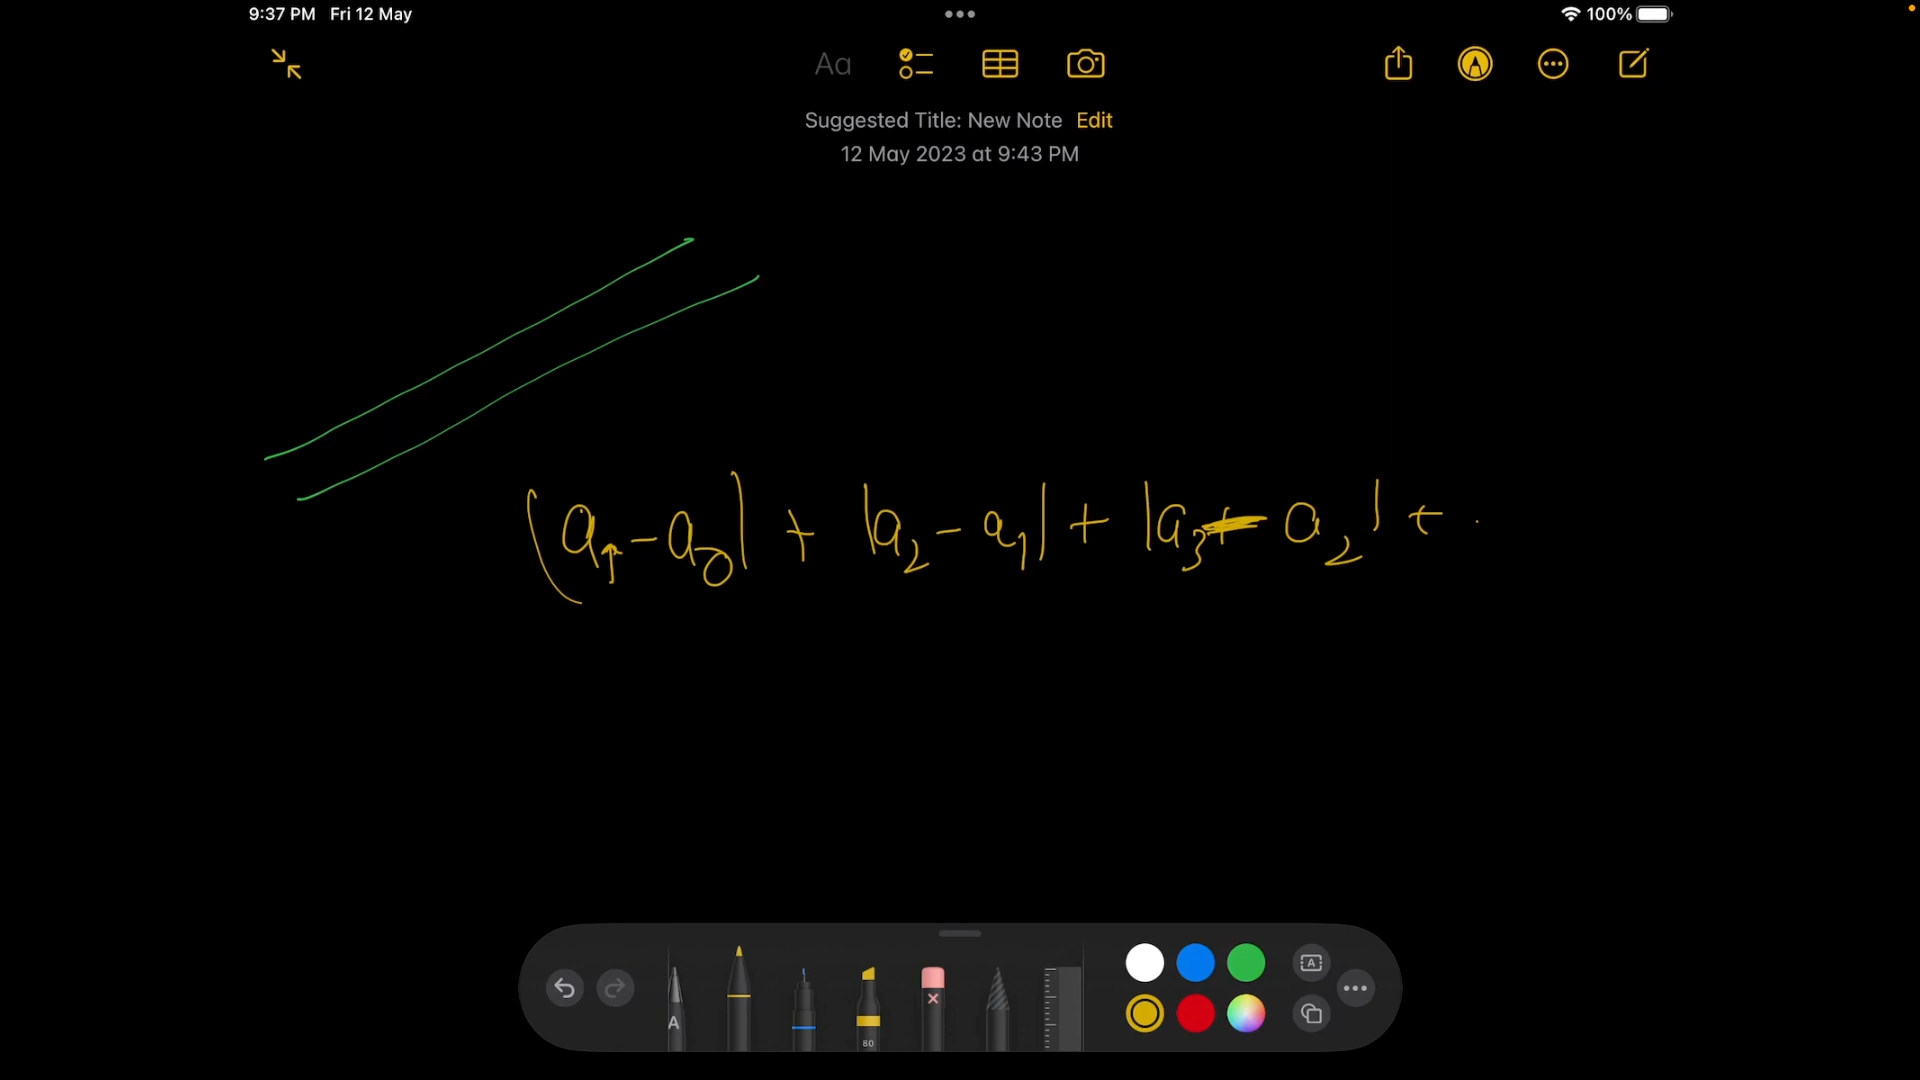 9:37 PM Fri 12 May 100%
Aa
Suggested Title: New Note Edit
12 May 2023 at 9:43 PM
|a₁-a₀| + |a₂-a₁| + |a₃-a₂| + .
A 80 A